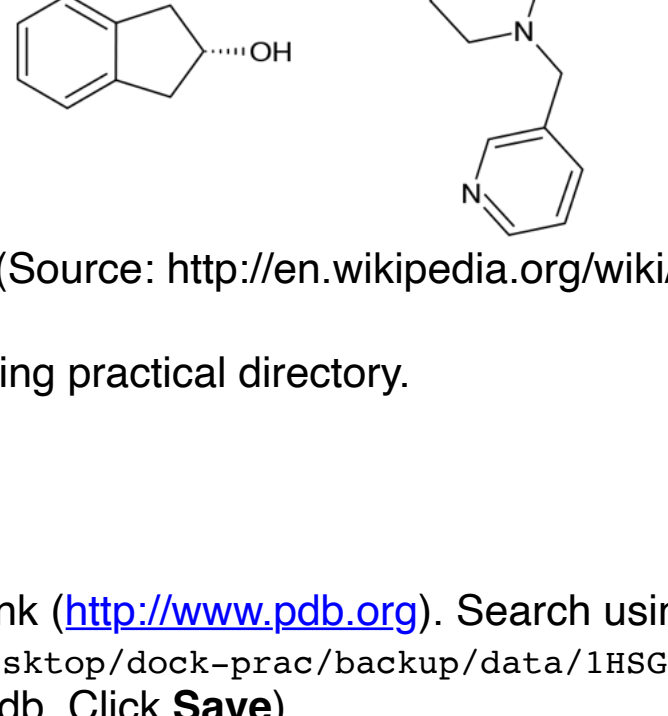 OH
N
N
(Source: http://en.wikipedia.org/wiki/
ing practical directory.
nk (http://www.pdb.org). Search usin
sktop/dock-prac/backup/data/1HSG
db. Click Save)